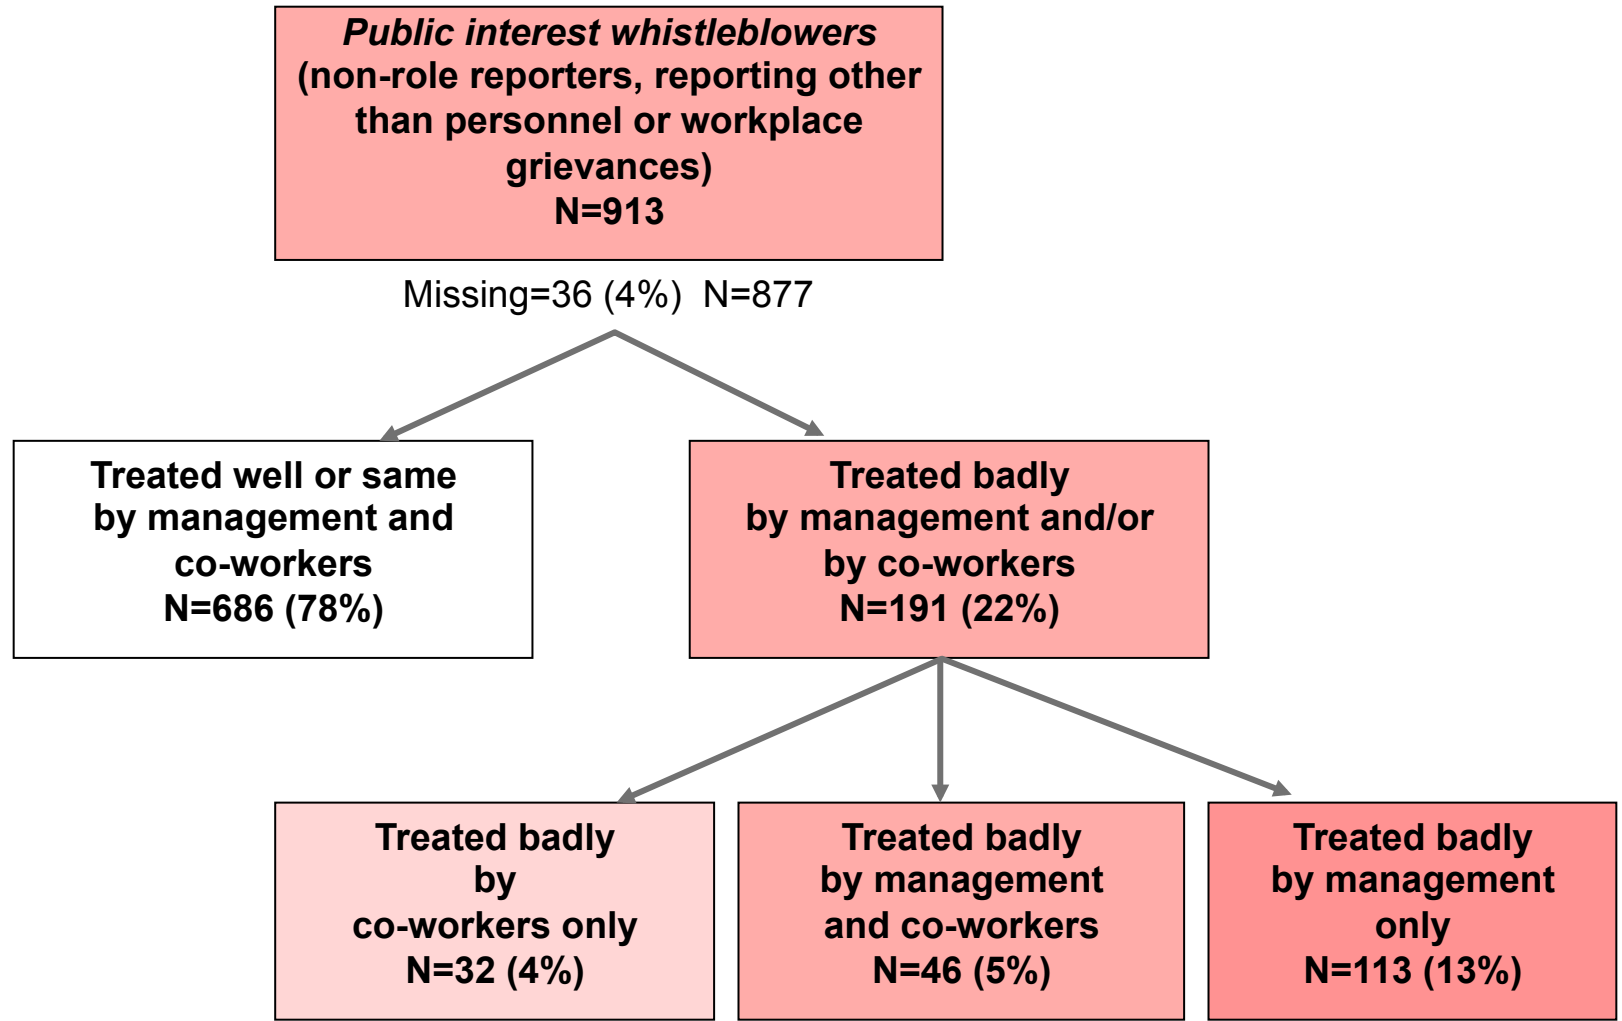 Public interest whistleblowers
(non-role reporters, reporting other
than personnel or workplace
grievances)
N=913
Missing=36 (4%)  N=877
Treated well or same
by management and
co-workers
N=686 (78%)
Treated badly
by management and/or
by co-workers
N=191 (22%)
Treated badly
by
co-workers only
N=32 (4%)
Treated badly
by management
and co-workers
N=46 (5%)
Treated badly
by management
only
N=113 (13%)